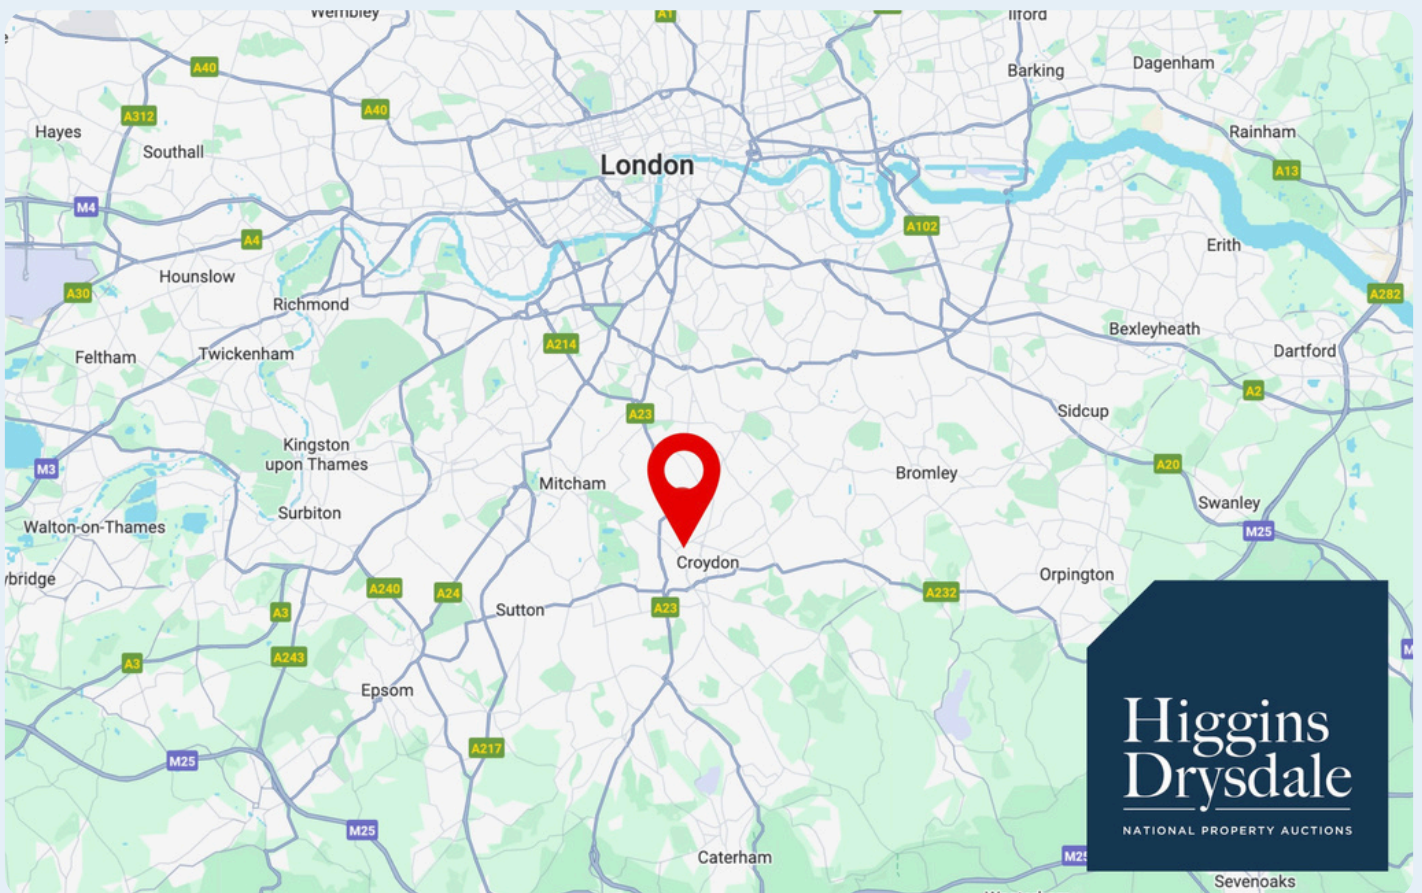 Wembley
A1
Ilford
A40
Barking
Dagenham
A312
A40
Hayes
Southall
London
Rainham
A13
M4
A4
A102
Hounslow
Erith
A30
Richmond
A282
Feltham
Twickenham
A214
Bexleyheath
Dartford
A2
A23
Sidcup
Kingston
upon Thames
M3
Mitcham
Bromley
A20
Swanley
Walton-on-Thames
Surbiton
M25
Croydon
ybridge
A240
A24
Orpington
A3
Sutton
A23
A232
A3
A243
Epsom
M25
A217
M25
Caterham
M25
Sevenoaks
Higgins
Drysdale
NATIONAL PROPERTY AUCTIONS